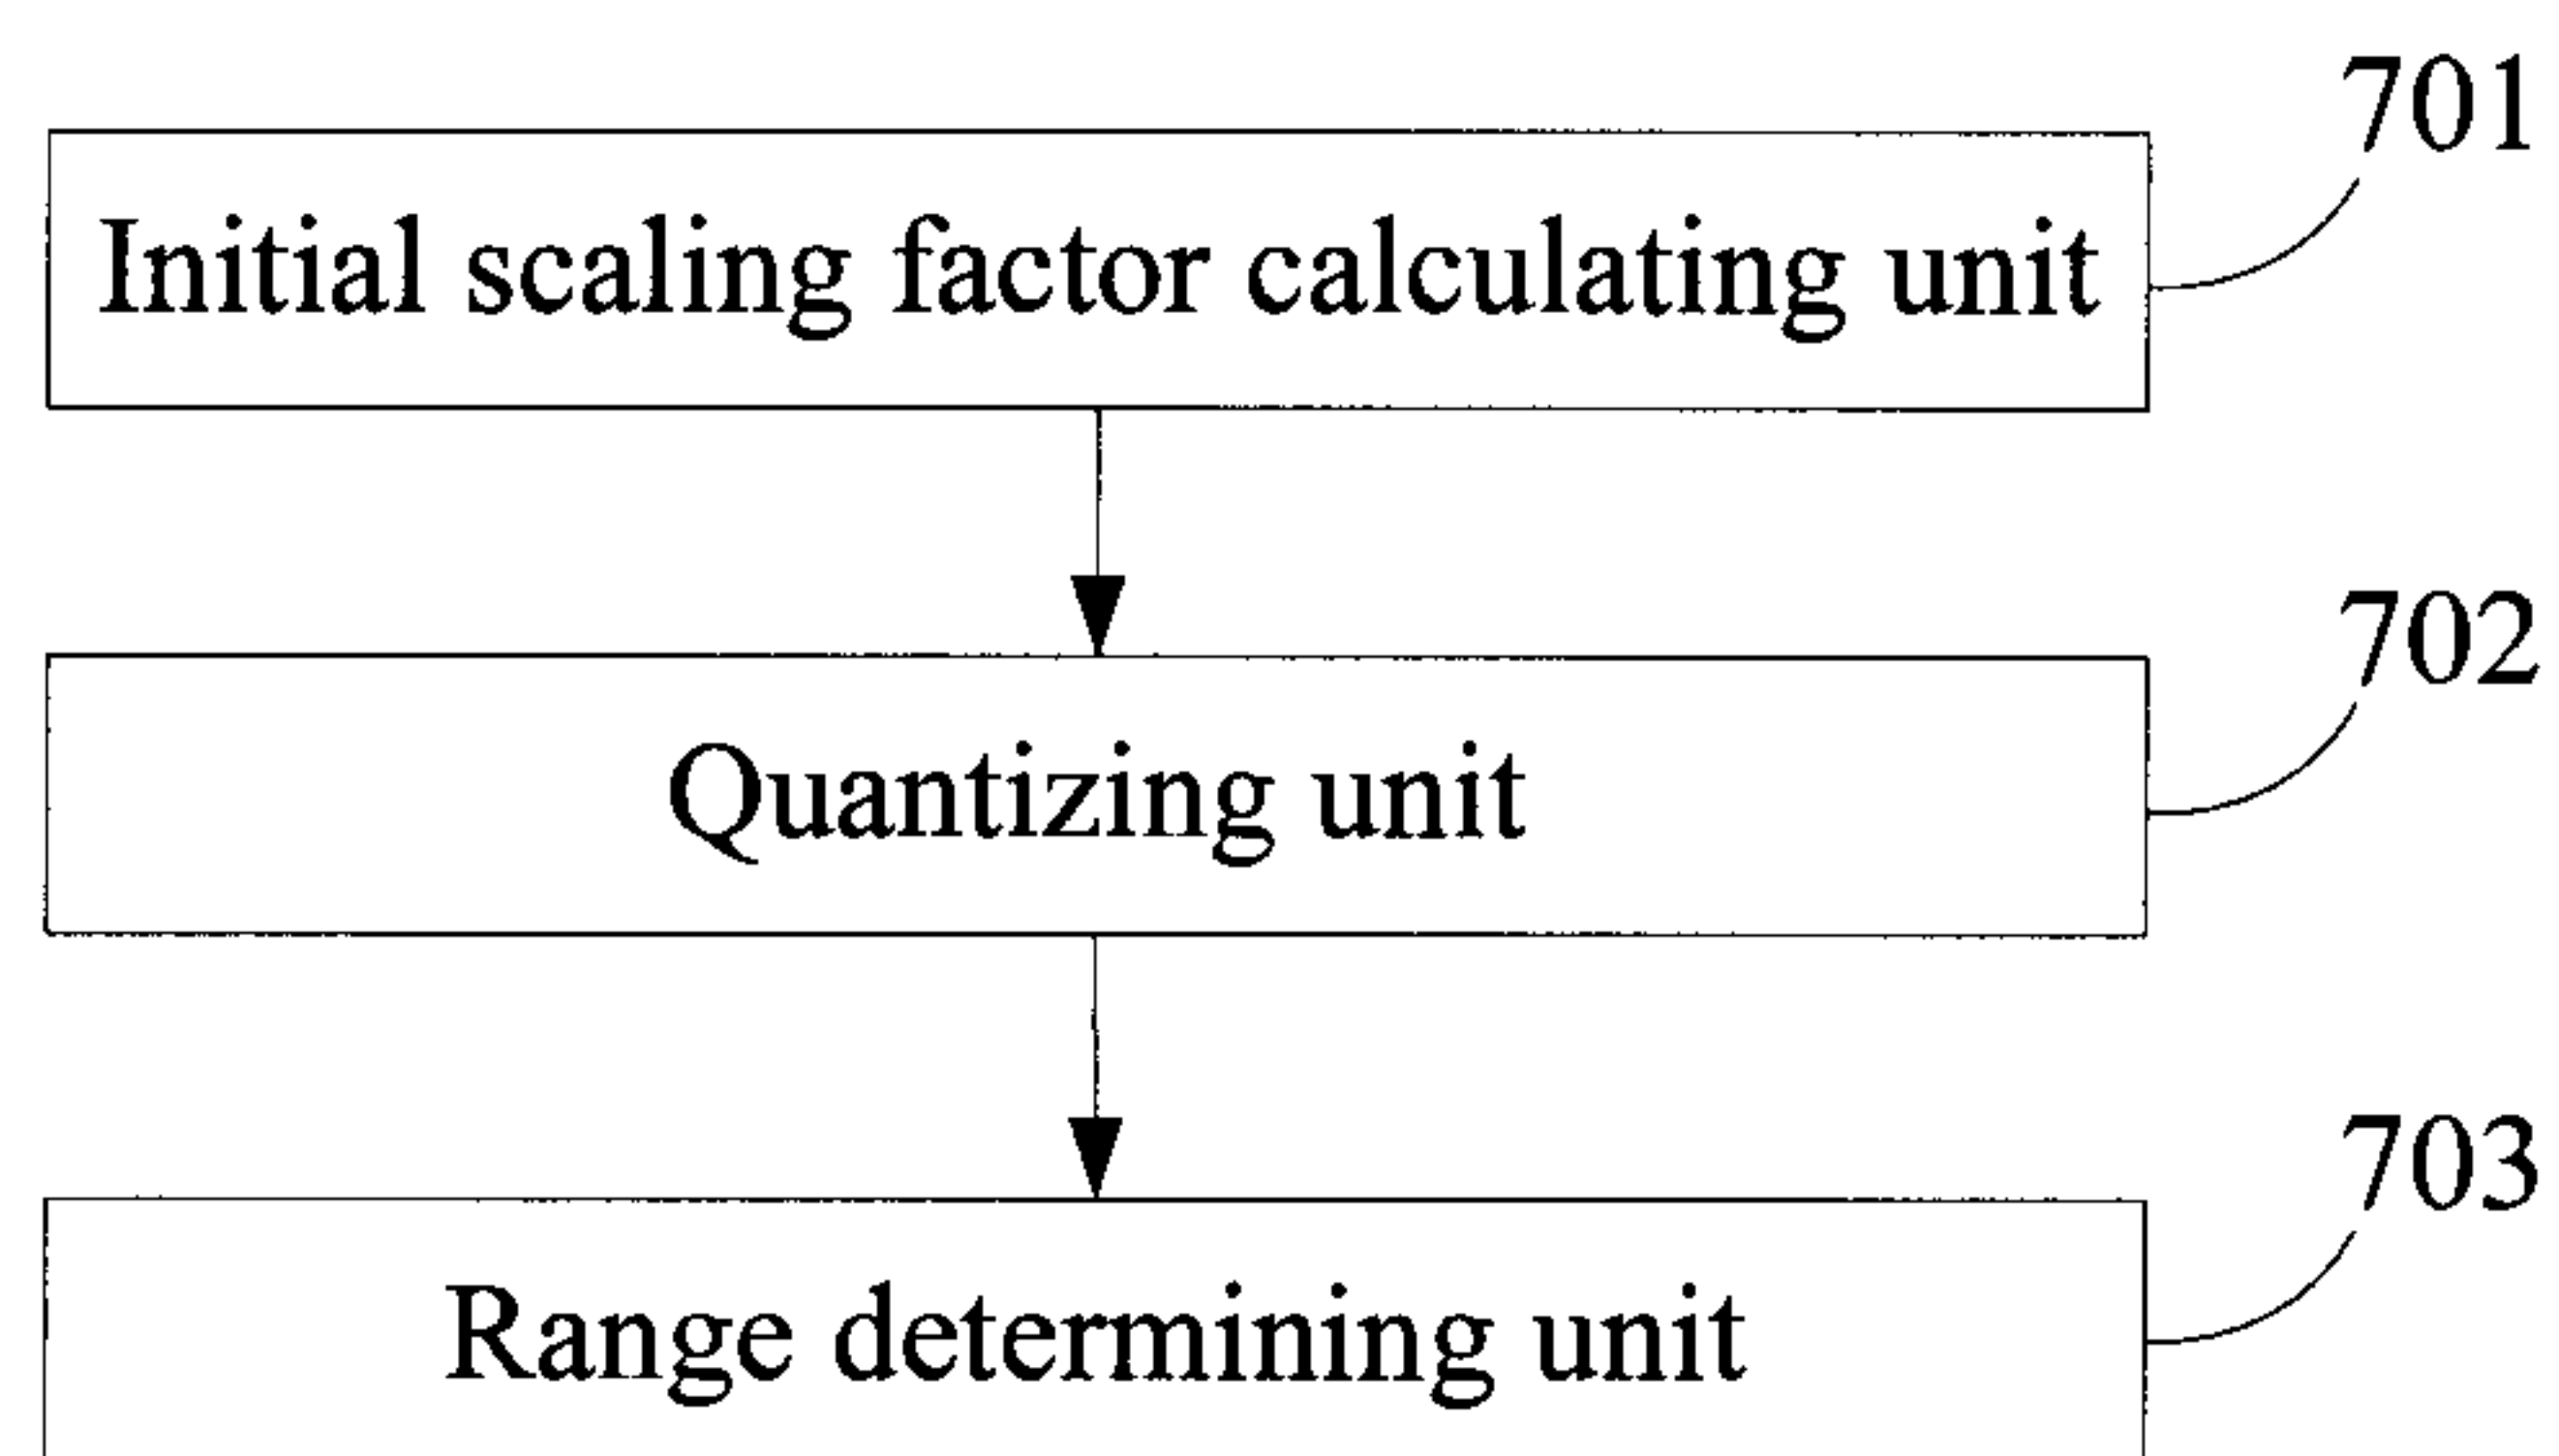 701
Initial scaling factor calculating unit
702
Quantizing unit
703
Range determining unit